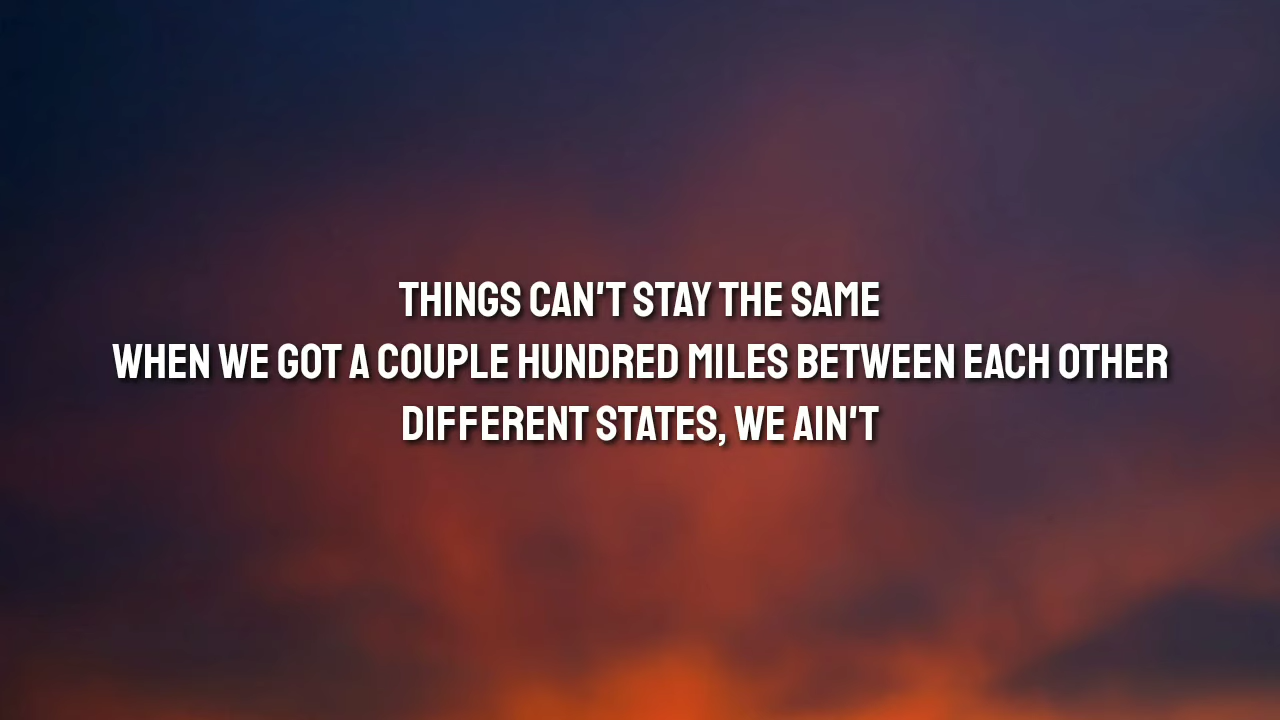 THINGS CAN'T STAY THE SAME
WHEN WE GOT A COUPLE HUNDRED MILES BETWEEN EACH OTHER
DIFFERENT STATES, WE AIN'T